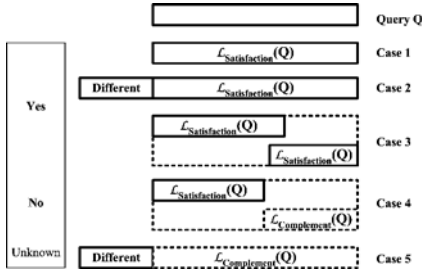 Query Q
ℒSatisfaction(Q) Case 1
Different ℒSatisfaction(Q) Case 2
Yes
ℒSatisfaction(Q)
Case 3
ℒSatisfaction(Q)
ℒSatisfaction(Q)
No Case 4
ℒComplement(Q)
Unknown Different ℒComplement(Q) Case 5